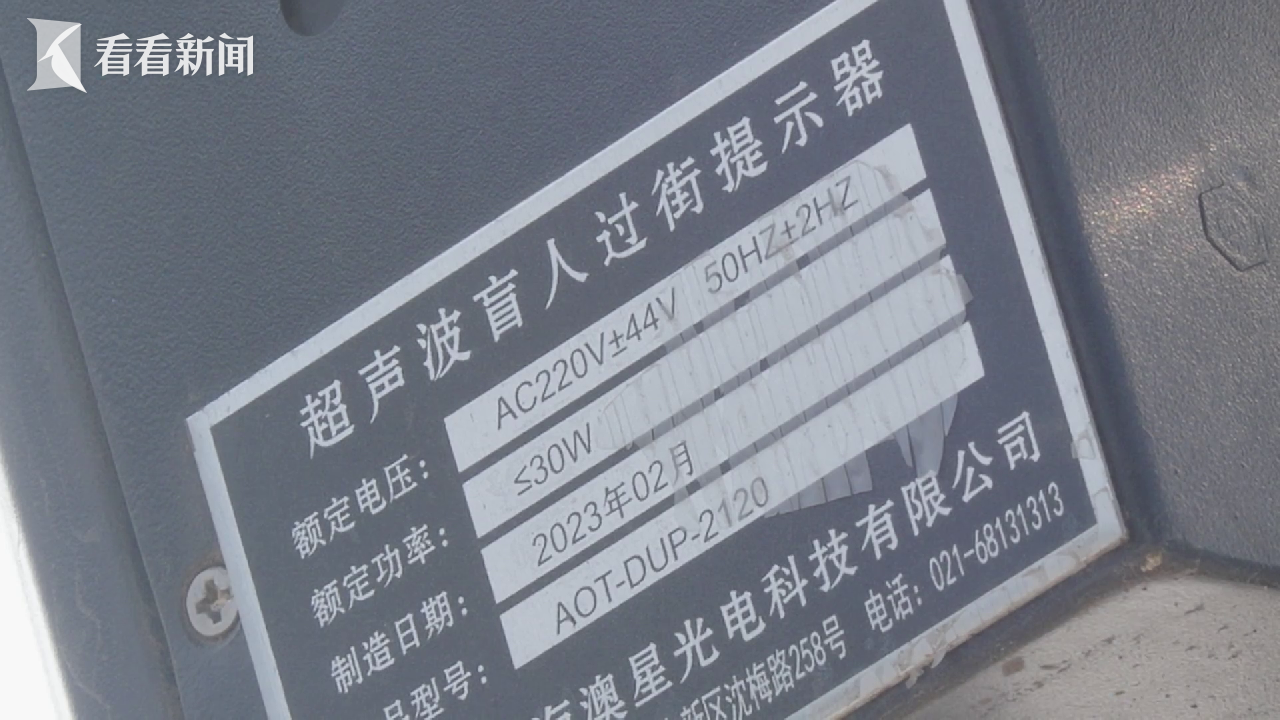 看看新闻
超声波盲人过街提示器
额定电压： AC220V±44V 50HZ±2HZ
额定功率： ≤30W
制造日期： 2023年02月
品型号： AOT-DUP-2120
海澳星光电科技有限公司
新区沈梅路258号 电话：021-68131313